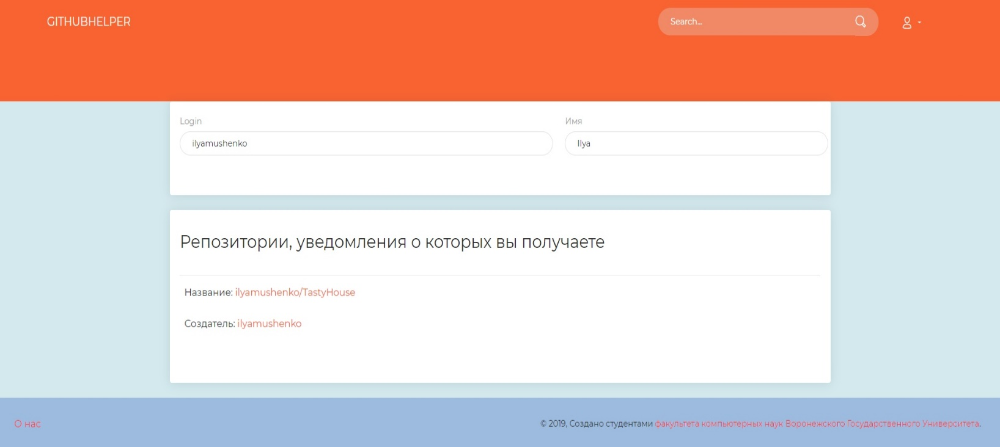 GITHUBHELPER
Search...
Login
Имя
ilyamushenko
Ilya
Репозитории, уведомления о которых вы получаете
Название: ilyamushenko/TastyHouse
Создатель: ilyamushenko
О нас
© 2019, Создано студентами факультета компьютерных наук Воронежского Государственного Университета.